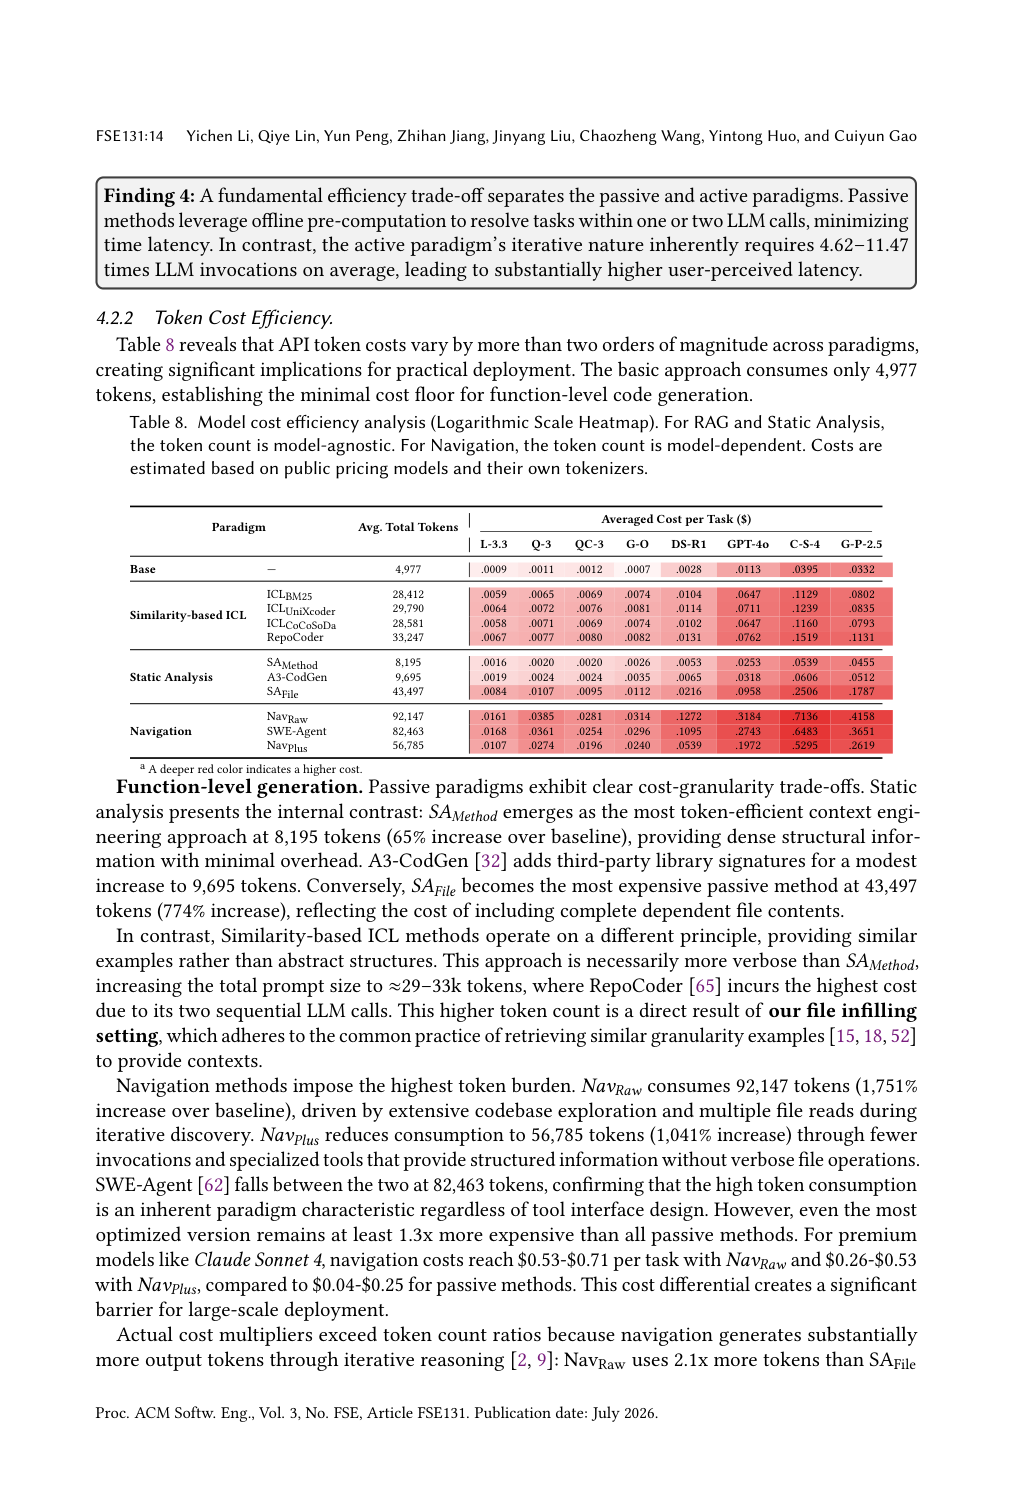 FSE131:14 Yichen Li, Qiye Lin, Yun Peng, Zhihan Jiang, Jinyang Liu, Chaozheng Wang, Yintong Huo, and Cuiyun Gao
Finding 4: A fundamental efficiency trade-off separates the passive and active paradigms. Passive
methods leverage offline pre-computation to resolve tasks within one or two LLM calls, minimizing
time latency. In contrast, the active paradigm's iterative nature inherently requires 4.62–11.47
times LLM invocations on average, leading to substantially higher user-perceived latency.
4.2.2 Token Cost Efficiency.
Table 8 reveals that API token costs vary by more than two orders of magnitude across paradigms,
creating significant implications for practical deployment. The basic approach consumes only 4,977
tokens, establishing the minimal cost floor for function-level code generation.
Table 8. Model cost efficiency analysis (Logarithmic Scale Heatmap). For RAG and Static Analysis,
the token count is model-agnostic. For Navigation, the token count is model-dependent. Costs are
estimated based on public pricing models and their own tokenizers.
Paradigm Avg. Total Tokens Averaged Cost per Task ($)
L-3.3 Q-3 QC-3 G-O DS-R1 GPT-4o C-S-4 G-P-2.5
Base – 4,977 .0009 .0011 .0012 .0007 .0028 .0113 .0395 .0332
Similarity-based ICL
ICLBM25 28,412 .0059 .0065 .0069 .0074 .0104 .0647 .1129 .0802
ICLUniXcoder 29,790 .0064 .0072 .0076 .0081 .0114 .0711 .1239 .0835
ICLCoCoSoDa 28,581 .0058 .0071 .0069 .0074 .0102 .0647 .1160 .0793
RepoCoder 33,247 .0067 .0077 .0080 .0082 .0131 .0762 .1519 .1131
Static Analysis
SAMethod 8,195 .0016 .0020 .0020 .0026 .0053 .0253 .0539 .0455
A3-CodGen 9,695 .0019 .0024 .0024 .0035 .0065 .0318 .0606 .0512
SAFile 43,497 .0084 .0107 .0095 .0112 .0216 .0958 .2506 .1787
Navigation
NavRaw 92,147 .0161 .0385 .0281 .0314 .1272 .3184 .7136 .4158
SWE-Agent 82,463 .0168 .0361 .0254 .0296 .1095 .2743 .6483 .3651
NavPlus 56,785 .0107 .0274 .0196 .0240 .0539 .1972 .5295 .2619
a A deeper red color indicates a higher cost.
Function-level generation. Passive paradigms exhibit clear cost-granularity trade-offs. Static
analysis presents the internal contrast: SAMethod emerges as the most token-efficient context engi-
neering approach at 8,195 tokens (65% increase over baseline), providing dense structural infor-
mation with minimal overhead. A3-CodGen [32] adds third-party library signatures for a modest
increase to 9,695 tokens. Conversely, SAFile becomes the most expensive passive method at 43,497
tokens (774% increase), reflecting the cost of including complete dependent file contents.
In contrast, Similarity-based ICL methods operate on a different principle, providing similar
examples rather than abstract structures. This approach is necessarily more verbose than SAMethod,
increasing the total prompt size to ≈29–33k tokens, where RepoCoder [65] incurs the highest cost
due to its two sequential LLM calls. This higher token count is a direct result of our file infilling
setting, which adheres to the common practice of retrieving similar granularity examples [15, 18, 52]
to provide contexts.
Navigation methods impose the highest token burden. NavRaw consumes 92,147 tokens (1,751%
increase over baseline), driven by extensive codebase exploration and multiple file reads during
iterative discovery. NavPlus reduces consumption to 56,785 tokens (1,041% increase) through fewer
invocations and specialized tools that provide structured information without verbose file operations.
SWE-Agent [62] falls between the two at 82,463 tokens, confirming that the high token consumption
is an inherent paradigm characteristic regardless of tool interface design. However, even the most
optimized version remains at least 1.3x more expensive than all passive methods. For premium
models like Claude Sonnet 4, navigation costs reach $0.53-$0.71 per task with NavRaw and $0.26-$0.53
with NavPlus, compared to $0.04-$0.25 for passive methods. This cost differential creates a significant
barrier for large-scale deployment.
Actual cost multipliers exceed token count ratios because navigation generates substantially
more output tokens through iterative reasoning [2, 9]: NavRaw uses 2.1x more tokens than SAFile
Proc. ACM Softw. Eng., Vol. 3, No. FSE, Article FSE131. Publication date: July 2026.